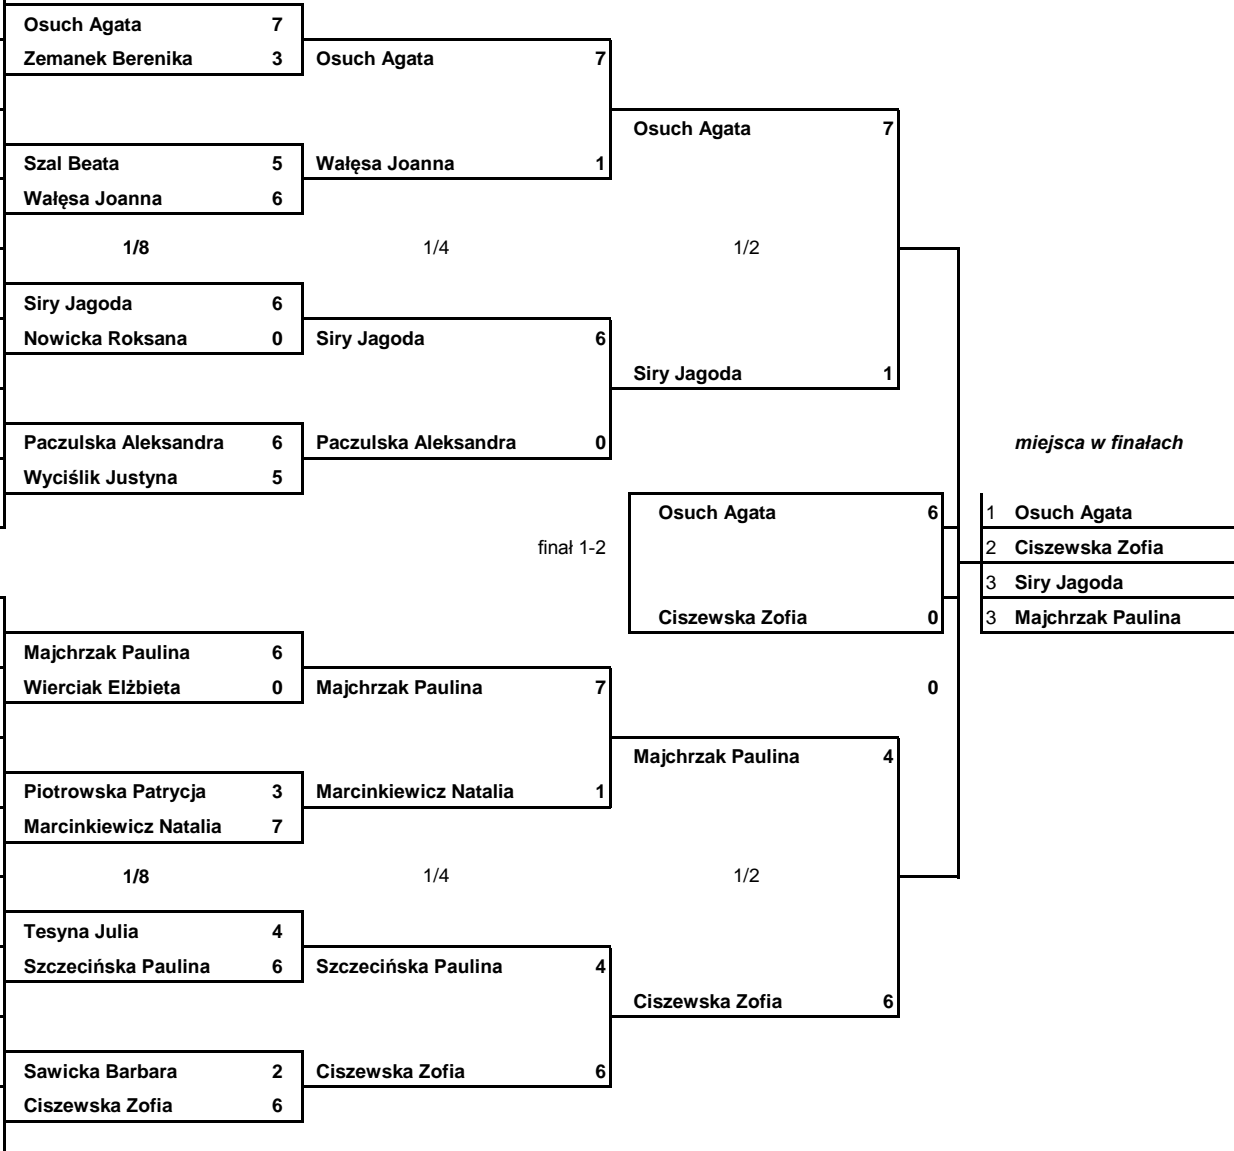 Osuch Agata 7
Zemanek Berenika 3 Osuch Agata 7
Osuch Agata 7
Szal Beata 5 Wałęsa Joanna 1
Wałęsa Joanna 6
1/8 1/4 1/2
Siry Jagoda 6
Nowicka Roksana 0 Siry Jagoda 6
Siry Jagoda 1
Paczulska Aleksandra 6 Paczulska Aleksandra 0 miejsca w finałach
Wyciślik Justyna 5
Osuch Agata 6 1 Osuch Agata
finał 1-2 2 Ciszewska Zofia
3 Siry Jagoda
Ciszewska Zofia 0 3 Majchrzak Paulina
Majchrzak Paulina 6
Wierciak Elżbieta 0 Majchrzak Paulina 7 0
Majchrzak Paulina 4
Piotrowska Patrycja 3 Marcinkiewicz Natalia 1
Marcinkiewicz Natalia 7
1/8 1/4 1/2
Tesyna Julia 4
Szczecińska Paulina 6 Szczecińska Paulina 4
Ciszewska Zofia 6
Sawicka Barbara 2 Ciszewska Zofia 6
Ciszewska Zofia 6